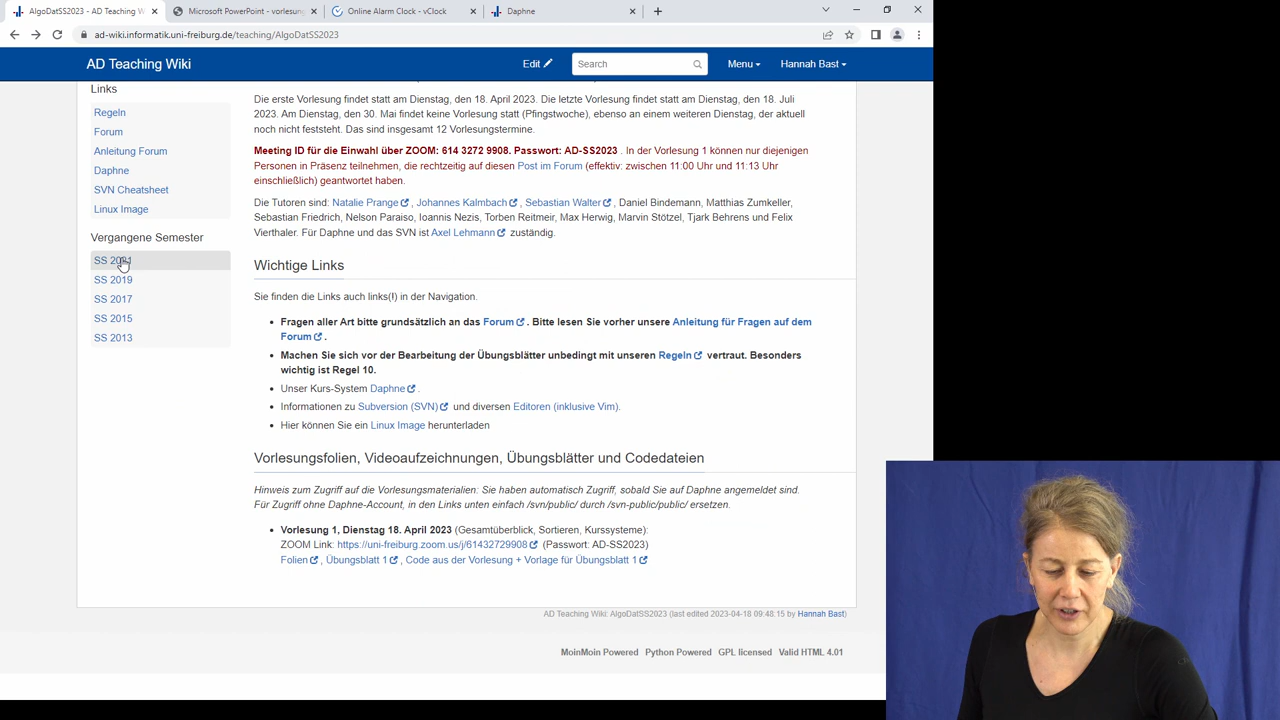 AlgoDatSS2023 - AD Teaching W
Microsoft PowerPoint - vorlesun
Online Alarm Clock - vClock
Daphne
ad-wiki.informatik.uni-freiburg.de/teaching/AlgoDatSS2023
AD Teaching Wiki
Edit
Search
Menu
Hannah Bast
Links
Regeln
Forum
Anleitung Forum
Daphne
SVN Cheatsheet
Linux Image
Vergangene Semester
SS 2021
SS 2019
SS 2017
SS 2015
SS 2013
Die erste Vorlesung findet statt am Dienstag, den 18. April 2023. Die letzte Vorlesung findet statt am Dienstag, den 18. Juli
2023. Am Dienstag, den 30. Mai findet keine Vorlesung statt (Pfingstwoche), ebenso an einem weiteren Dienstag, der aktuell
noch nicht feststeht. Das sind insgesamt 12 Vorlesungstermine.
Meeting ID für die Einwahl über ZOOM: 614 3272 9908. Passwort: AD-SS2023 . In der Vorlesung 1 können nur diejenigen
Personen in Präsenz teilnehmen, die rechtzeitig auf diesen Post im Forum (effektiv: zwischen 11:00 Uhr und 11:13 Uhr
einschließlich) geantwortet haben.
Die Tutoren sind: Natalie Prange , Johannes Kalmbach , Sebastian Walter , Daniel Bindemann, Matthias Zumkeller,
Sebastian Friedrich, Nelson Paraiso, Ioannis Nezis, Torben Reitmeir, Max Herwig, Marvin Stötzel, Tjark Behrens und Felix
Vierthaler. Für Daphne und das SVN ist Axel Lehmann zuständig.
Wichtige Links
Sie finden die Links auch links(!) in der Navigation.
• Fragen aller Art bitte grundsätzlich an das Forum . Bitte lesen Sie vorher unsere Anleitung für Fragen auf dem
Forum .
• Machen Sie sich vor der Bearbeitung der Übungsblätter unbedingt mit unseren Regeln vertraut. Besonders
wichtig ist Regel 10.
• Unser Kurs-System Daphne .
• Informationen zu Subversion (SVN) und diversen Editoren (inklusive Vim).
• Hier können Sie ein Linux Image herunterladen
Vorlesungsfolien, Videoaufzeichnungen, Übungsblätter und Codedateien
Hinweis zum Zugriff auf die Vorlesungsmaterialien: Sie haben automatisch Zugriff, sobald Sie auf Daphne angemeldet sind.
Für Zugriff ohne Daphne-Account, in den Links unten einfach /svn/public/ durch /svn-public/public/ ersetzen.
• Vorlesung 1, Dienstag 18. April 2023 (Gesamtüberblick, Sortieren, Kurssysteme):
ZOOM Link: https://uni-freiburg.zoom.us/j/61432729908 (Passwort: AD-SS2023)
Folien , Übungsblatt 1 , Code aus der Vorlesung + Vorlage für Übungsblatt 1
AD Teaching Wiki: AlgoDatSS2023 (last edited 2023-04-18 09:48:15 by Hannah Bast)
MoinMoin Powered Python Powered GPL licensed Valid HTML 4.01